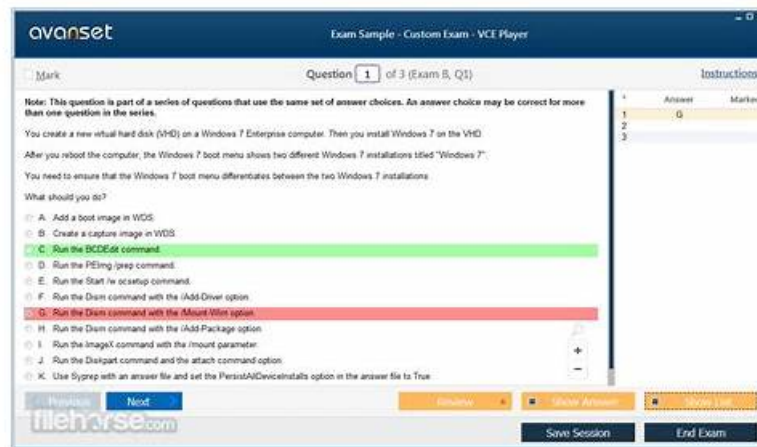 avanset
Exam Sample - Custom Exam - VCE Player
Mark
Question 1 of 3 (Exam B, Q1)
Instructions
Note: This question is part of a series of questions that use the same set of answer choices. An answer choice may be correct for more
than one question in the series.
You create a new virtual hard disk (VHD) on a Windows 7 Enterprise computer. Then you install Windows 7 on the VHD
After you reboot the computer, the Windows 7 boot menu shows two different Windows 7 installations titled "Windows 7".
You need to ensure that the Windows 7 boot menu differentiates between the two Windows 7 installations
What should you do?
A. Add a boot image in WDS.
B. Create a capture image in WDS.
C. Run the BCDEdit command.
D. Run the PEImg /prep command.
E. Run the Start /w ocsetup command.
F. Run the Dism command with the /Add-Driver option.
G. Run the Dism command with the /Mount-Wim option.
H. Run the Dism command with the /Add-Package option.
I. Run the ImageX command with the /mount parameter.
J. Run the Diskpart command and the attach command option.
K. Use Sysprep with an answer file and set the PersistAllDeviceInstalls option in the answer file to True
Answer Marked
1 G
2
3
+
-
Previous
Next
Review
Show Answer
Show List
filehorse.com
Save Session
End Exam